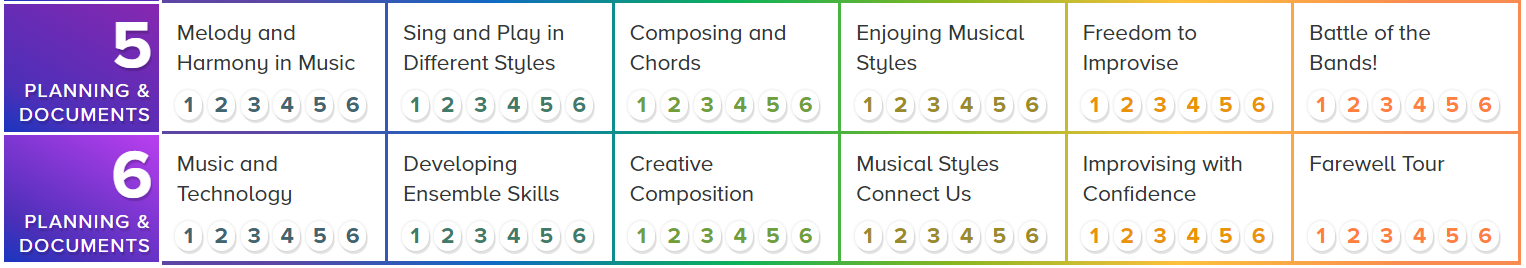 5
PLANNING &
DOCUMENTS
Melody and
Harmony in Music
1 2 3 4 5 6
Sing and Play in
Different Styles
1 2 3 4 5 6
Composing and
Chords
1 2 3 4 5 6
Enjoying Musical
Styles
1 2 3 4 5 6
Freedom to
Improvise
1 2 3 4 5 6
Battle of the
Bands!
1 2 3 4 5 6
6
PLANNING &
DOCUMENTS
Music and
Technology
1 2 3 4 5 6
Developing
Ensemble Skills
1 2 3 4 5 6
Creative
Composition
1 2 3 4 5 6
Musical Styles
Connect Us
1 2 3 4 5 6
Improvising with
Confidence
1 2 3 4 5 6
Farewell Tour
1 2 3 4 5 6